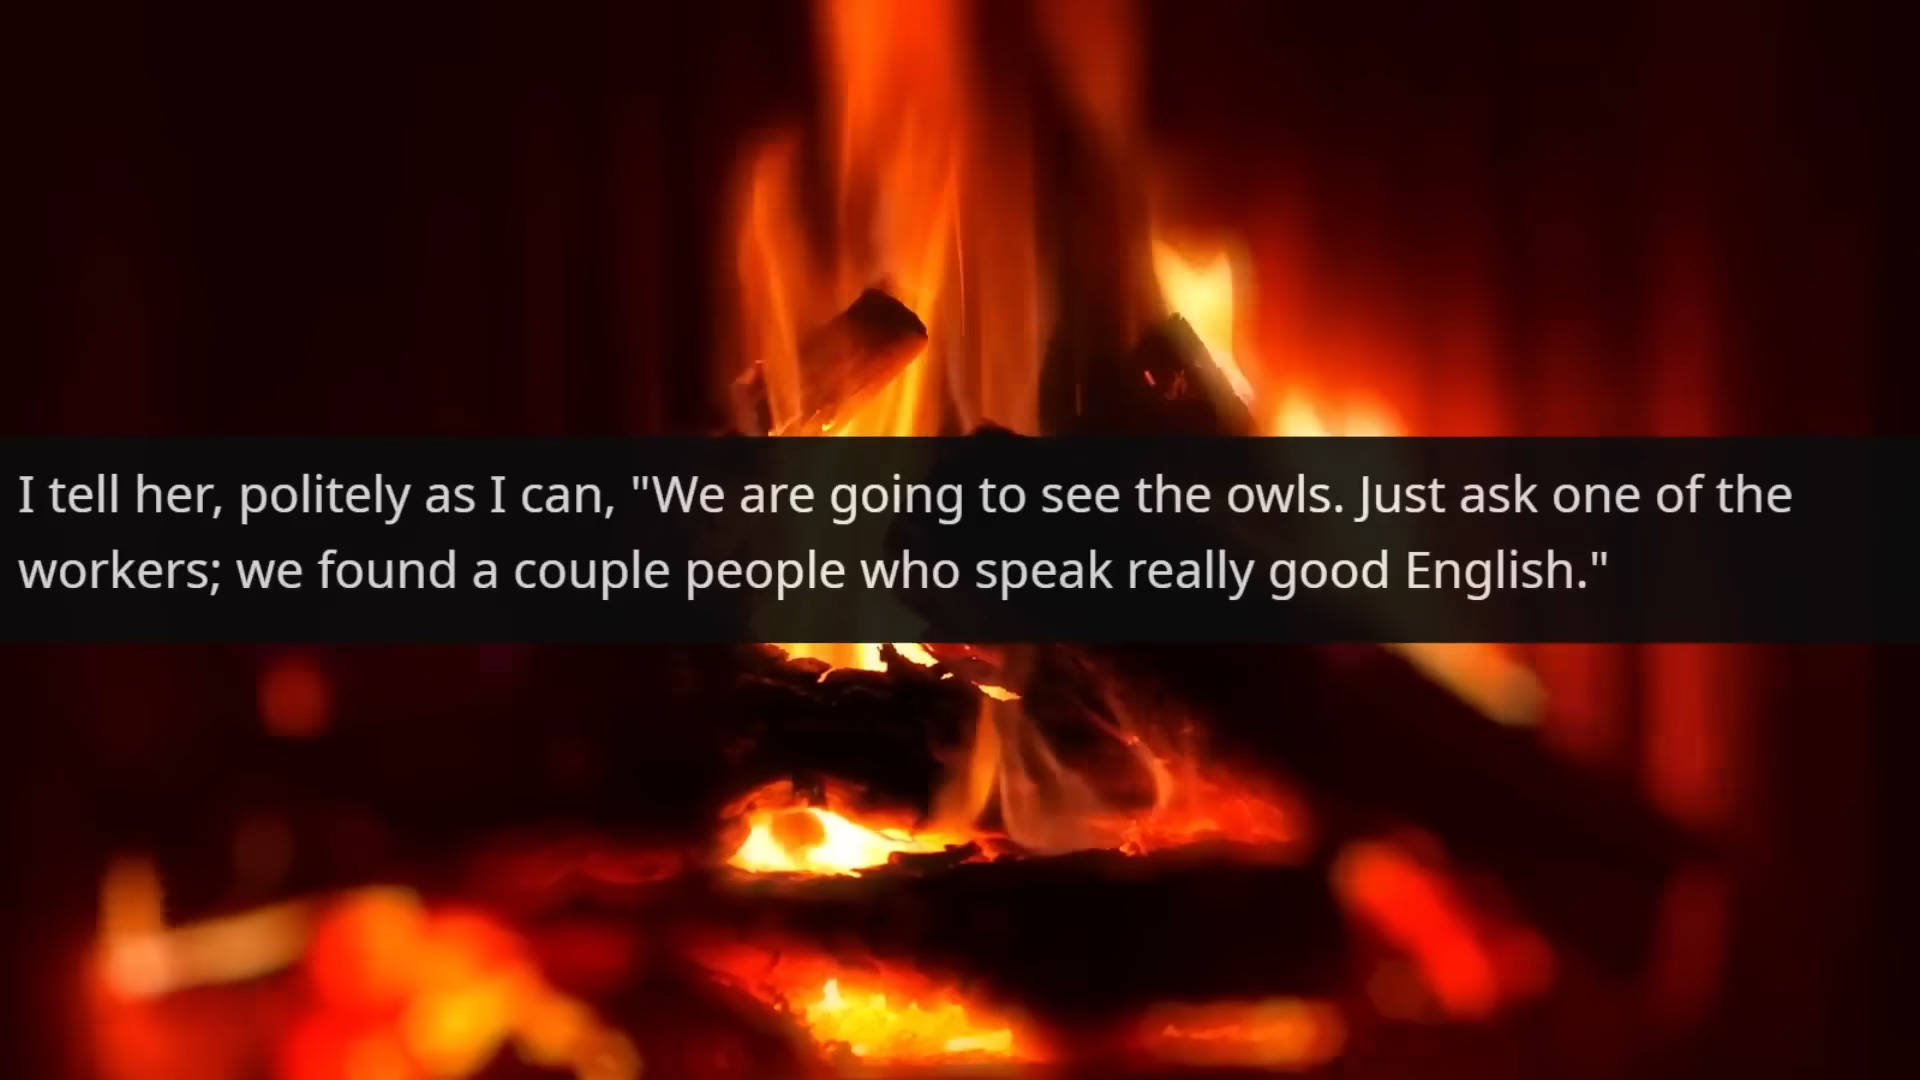 I tell her, politely as I can, "We are going to see the owls. Just ask one of the
workers; we found a couple people who speak really good English."